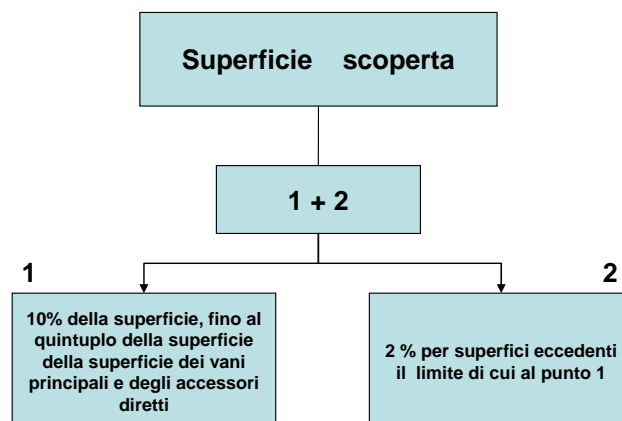 Superficie scoperta
1 + 2
1
2
10% della superficie, fino al
quintuplo della superficie
della superficie dei vani
principali e degli accessori
diretti
2 % per superfici eccedenti
il limite di cui al punto 1